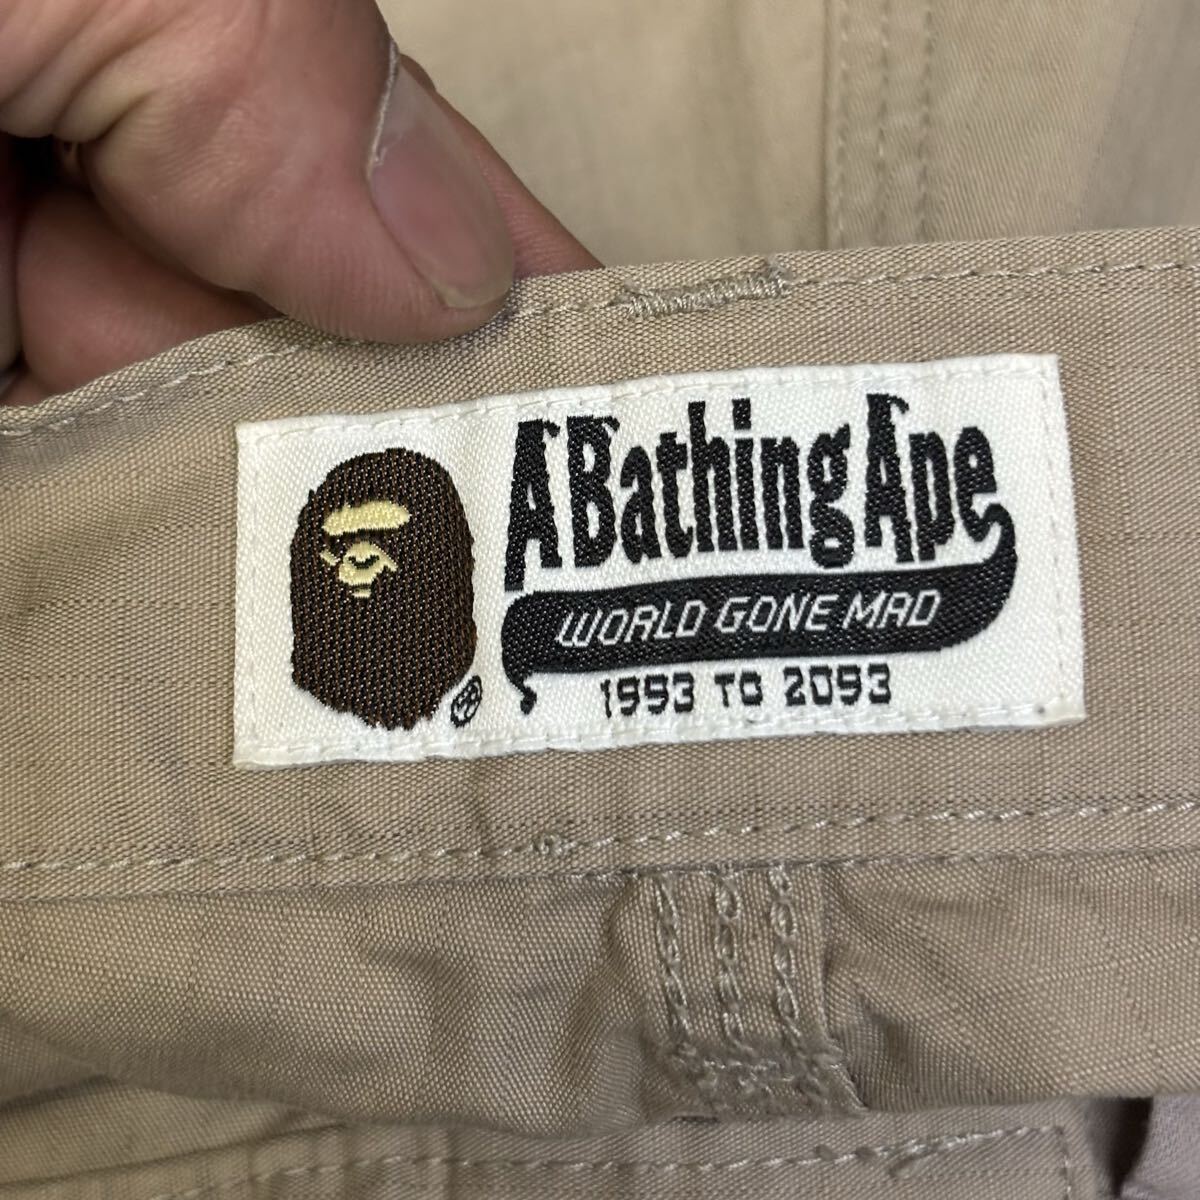 A Bathing Ape
WORLD GONE MAD
1993 TO 2093
®